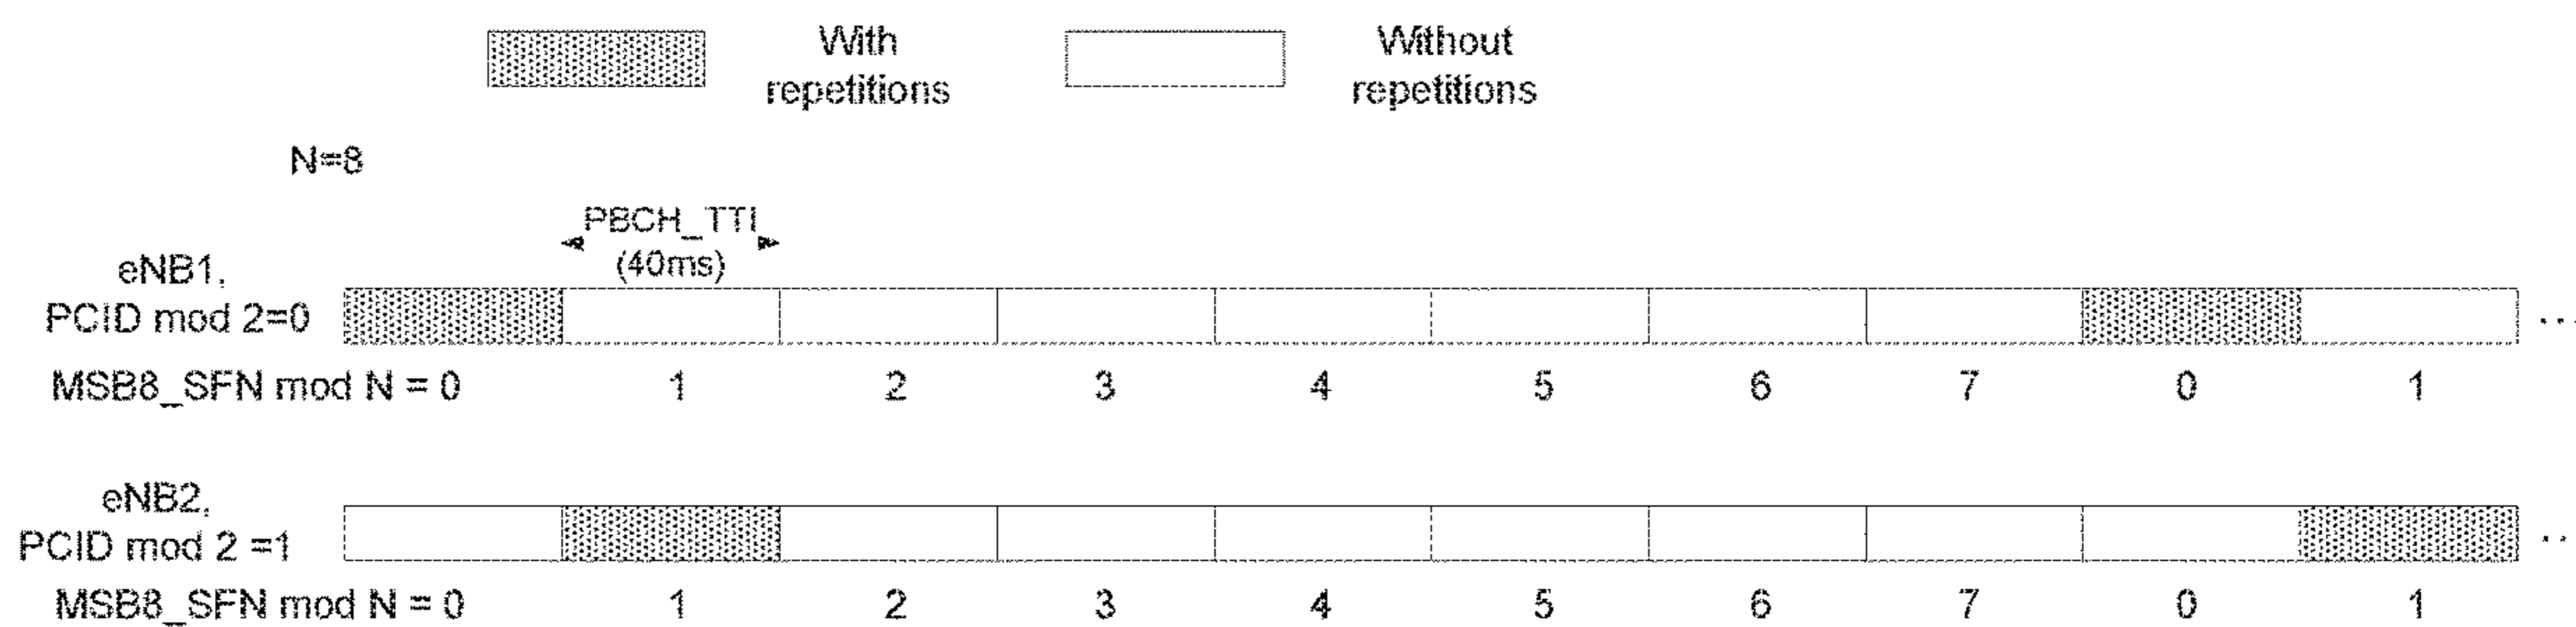 With repetitions
Without repetitions
N=8
PBCH_TTI
(40ms)
eNB1,
PCID mod 2=0
...
MSB8_SFN mod N = 0 1 2 3 4 5 6 7 0 1
eNB2,
PCID mod 2 =1
..
MSB8_SFN mod N = 0 1 2 3 4 5 6 7 0 1